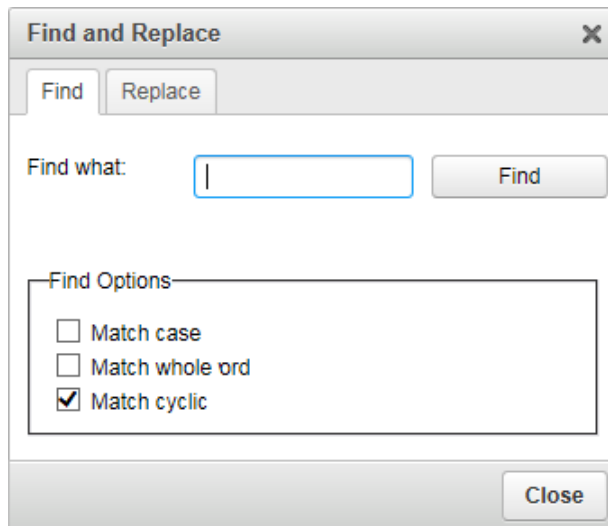 Find and Replace
Find Replace
Find what: Find
Find Options
Match case
Match whole ord
Match cyclic
Close